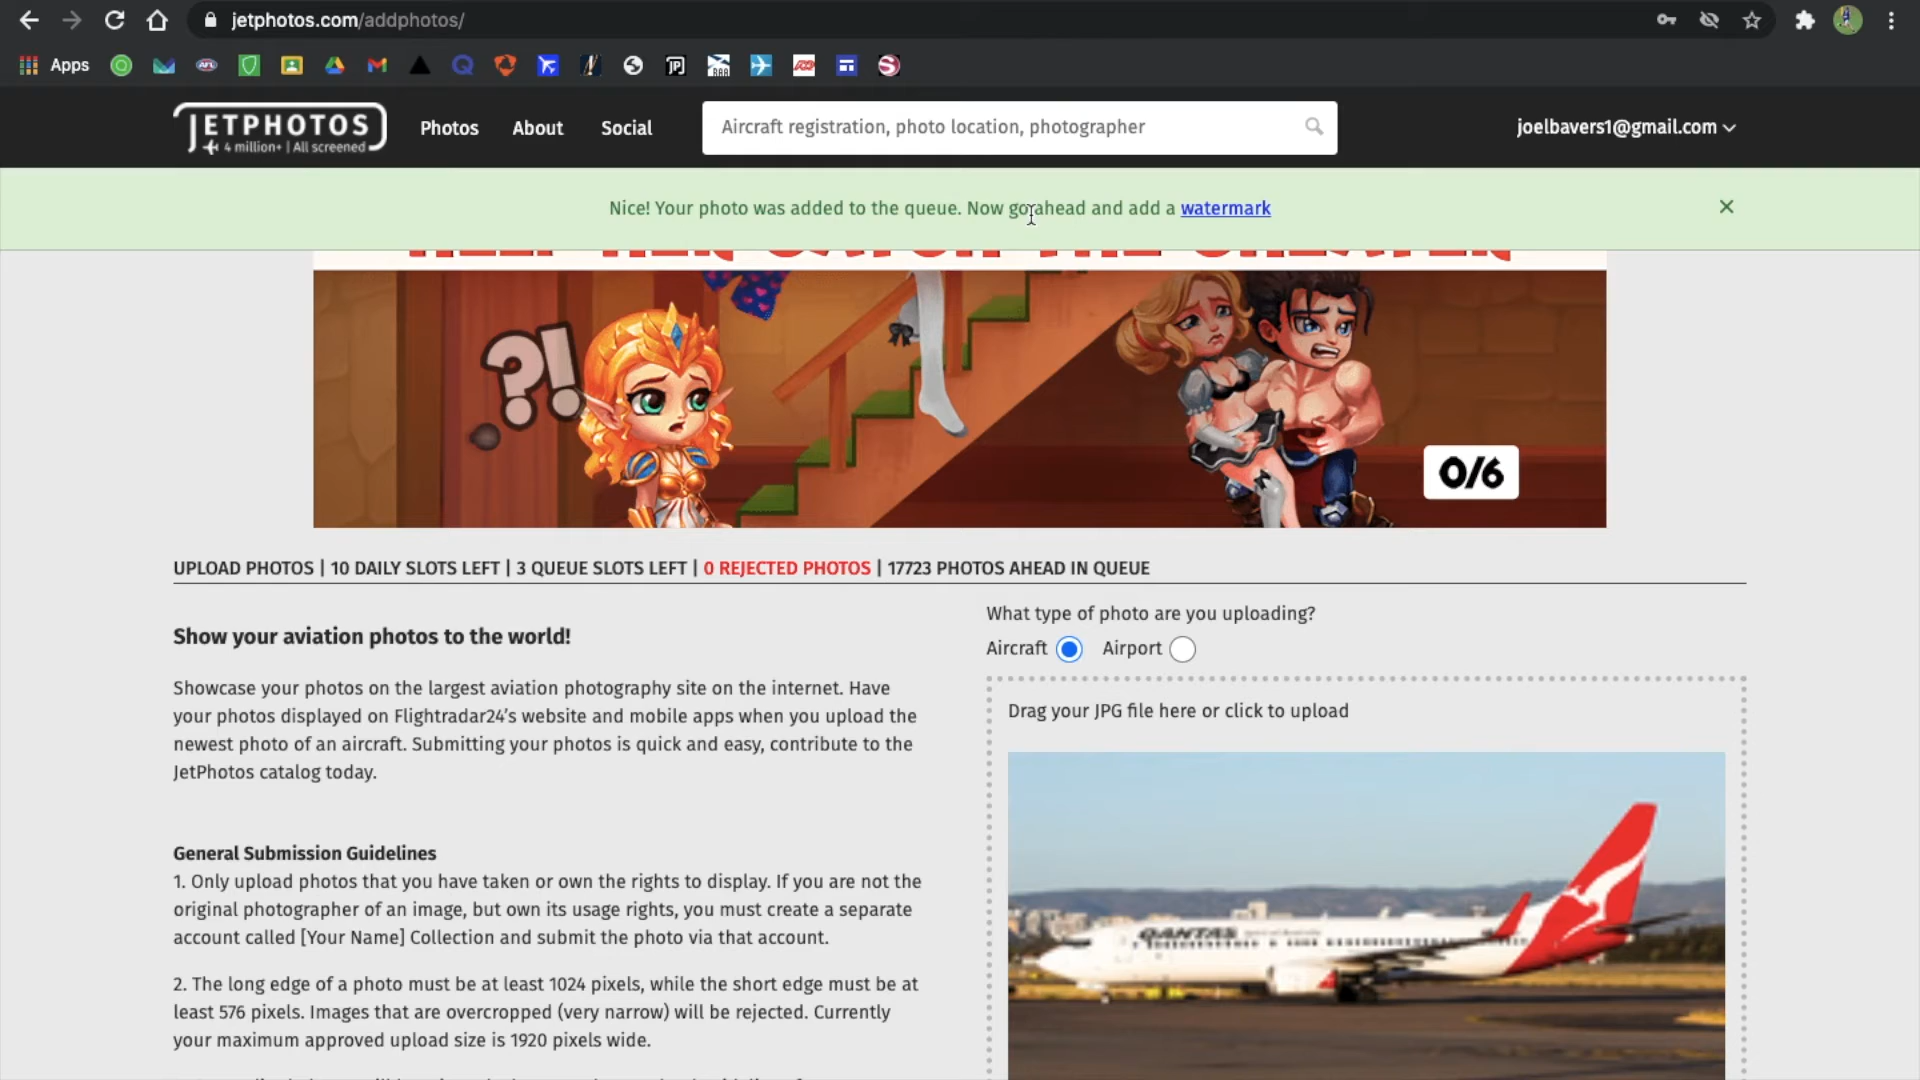 jetphotos.com/addphotos/
Apps
JETPHOTOS
4 million+ | All screened
Photos
About
Social
Aircraft registration, photo location, photographer
joelbavers1@gmail.com
Nice! Your photo was added to the queue. Now go ahead and add a watermark
?!
0/6
UPLOAD PHOTOS | 10 DAILY SLOTS LEFT | 3 QUEUE SLOTS LEFT | 0 REJECTED PHOTOS | 17723 PHOTOS AHEAD IN QUEUE
Show your aviation photos to the world!
Showcase your photos on the largest aviation photography site on the internet. Have
your photos displayed on Flightradar24's website and mobile apps when you upload the
newest photo of an aircraft. Submitting your photos is quick and easy, contribute to the
JetPhotos catalog today.
General Submission Guidelines
1. Only upload photos that you have taken or own the rights to display. If you are not the
original photographer of an image, but own its usage rights, you must create a separate
account called [Your Name] Collection and submit the photo via that account.
2. The long edge of a photo must be at least 1024 pixels, while the short edge must be at
least 576 pixels. Images that are overcropped (very narrow) will be rejected. Currently
your maximum approved upload size is 1920 pixels wide.
What type of photo are you uploading?
Aircraft
Airport
Drag your JPG file here or click to upload
QANTAS